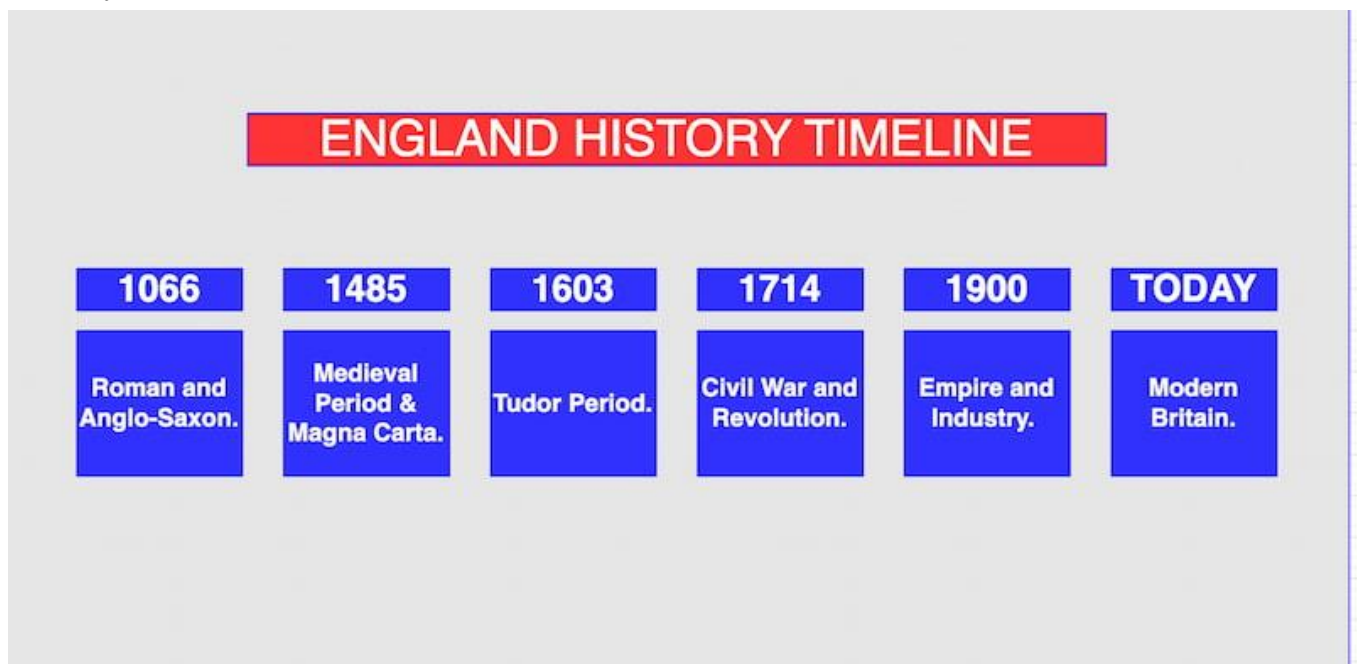 ENGLAND HISTORY TIMELINE
1066
1485
1603
1714
1900
TODAY
Roman and
Anglo-Saxon.
Medieval
Period &
Magna Carta.
Tudor Period.
Civil War and
Revolution.
Empire and
Industry.
Modern
Britain.